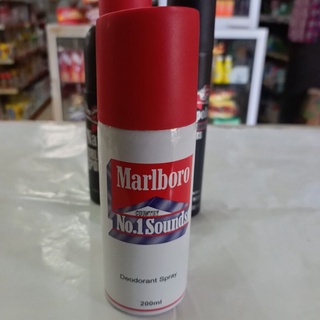 Marlboro
No.1 Sounds
Deodorant Spray
200ml